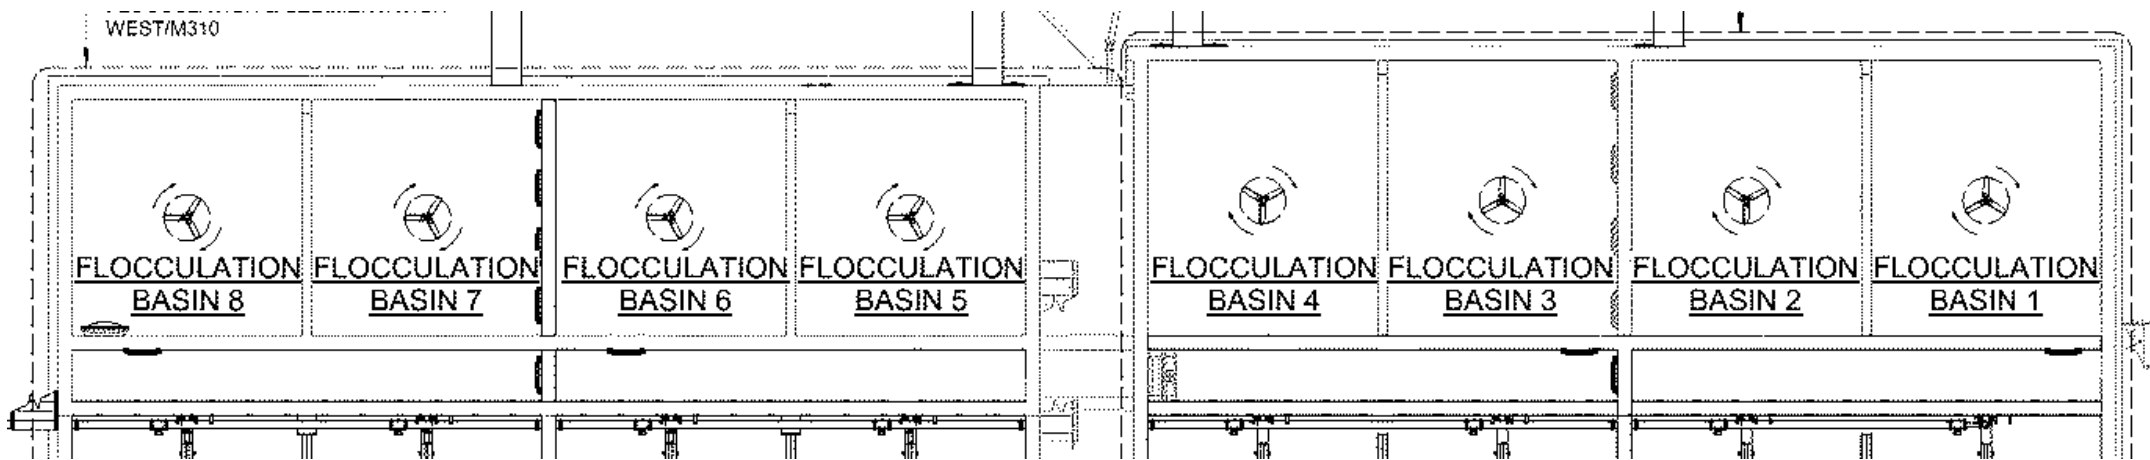 WEST/M310
FLOCCULATION
BASIN 8
FLOCCULATION
BASIN 7
FLOCCULATION
BASIN 6
FLOCCULATION
BASIN 5
FLOCCULATION
BASIN 4
FLOCCULATION
BASIN 3
FLOCCULATION
BASIN 2
FLOCCULATION
BASIN 1